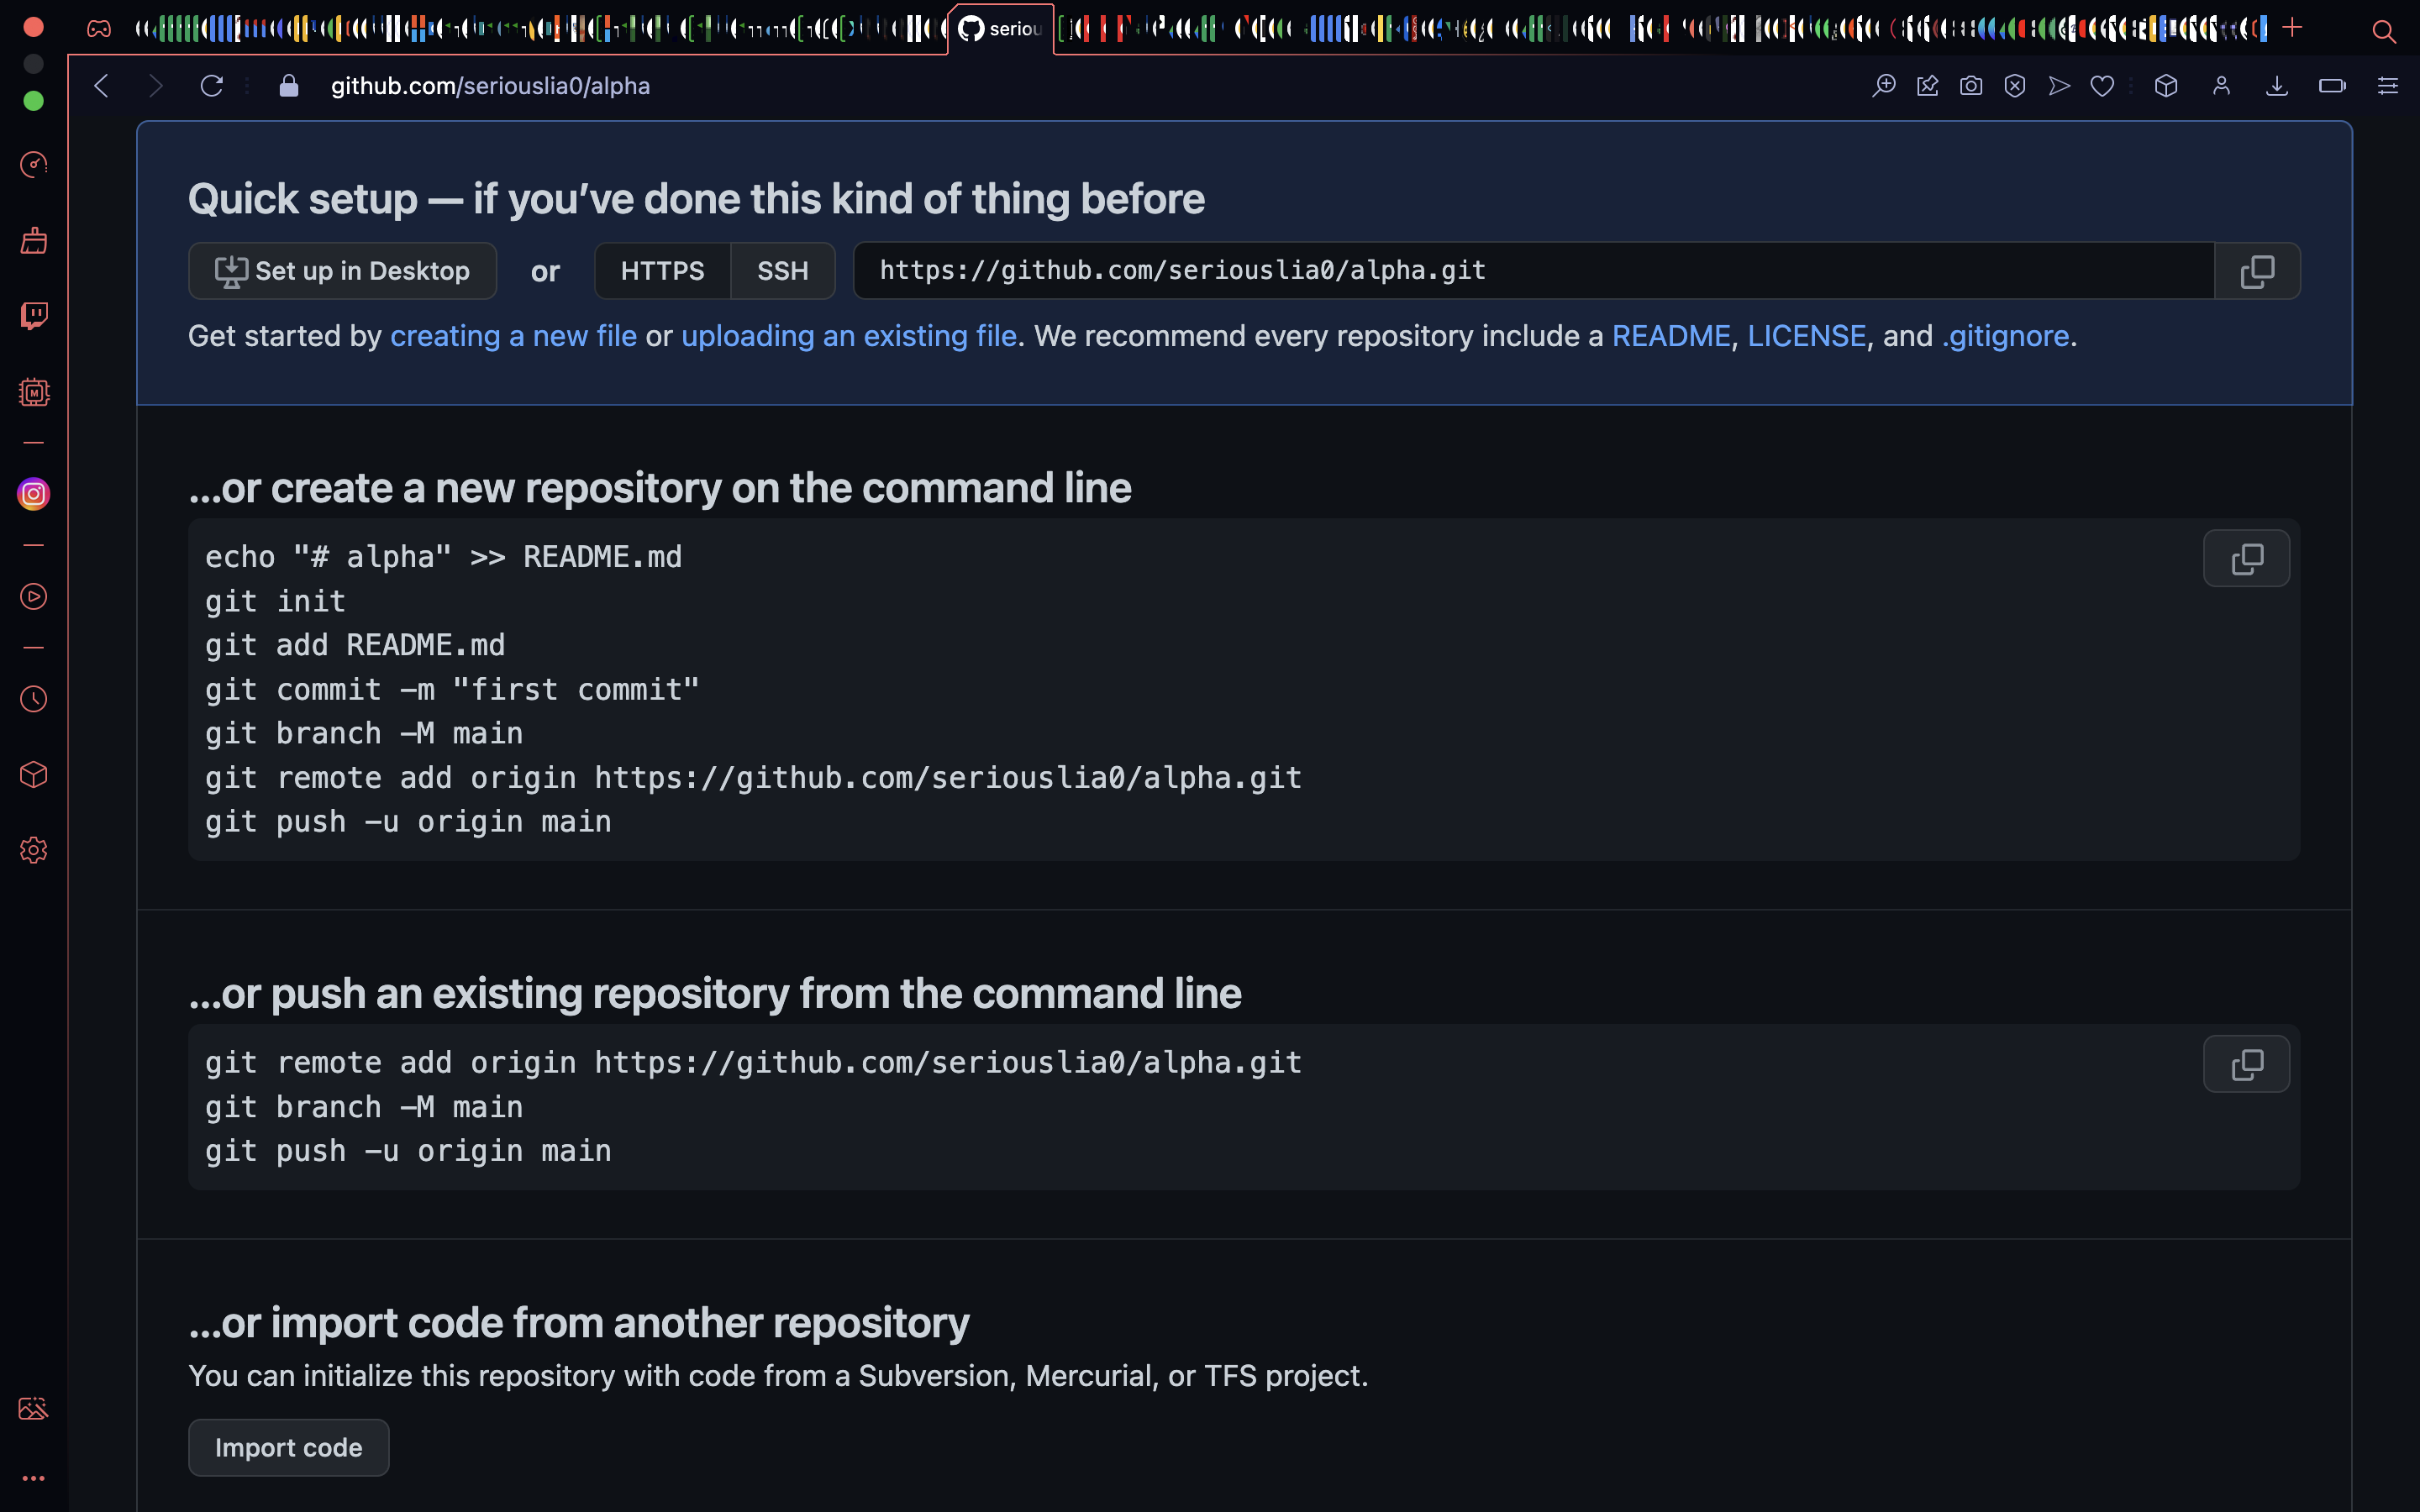 seriou
github.com/seriouslia0/alpha
Quick setup — if you’ve done this kind of thing before
Set up in Desktop or HTTPS SSH https://github.com/seriouslia0/alpha.git
Get started by creating a new file or uploading an existing file. We recommend every repository include a README, LICENSE, and .gitignore.
…or create a new repository on the command line
echo "# alpha" >> README.md
git init
git add README.md
git commit -m "first commit"
git branch -M main
git remote add origin https://github.com/seriouslia0/alpha.git
git push -u origin main
…or push an existing repository from the command line
git remote add origin https://github.com/seriouslia0/alpha.git
git branch -M main
git push -u origin main
…or import code from another repository
You can initialize this repository with code from a Subversion, Mercurial, or TFS project.
Import code